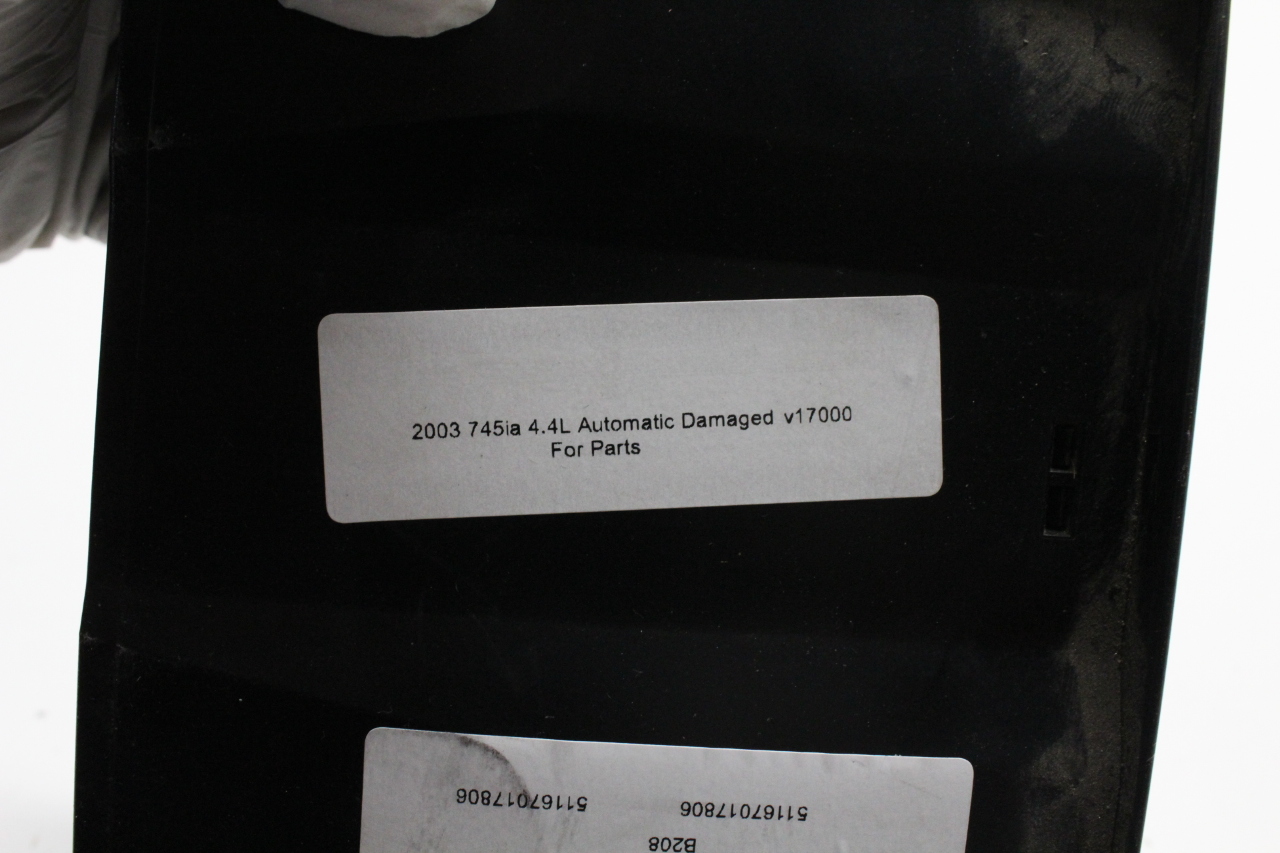 2003 745ia 4.4L Automatic Damaged v17000
For Parts
51167017806 51167017806
B208